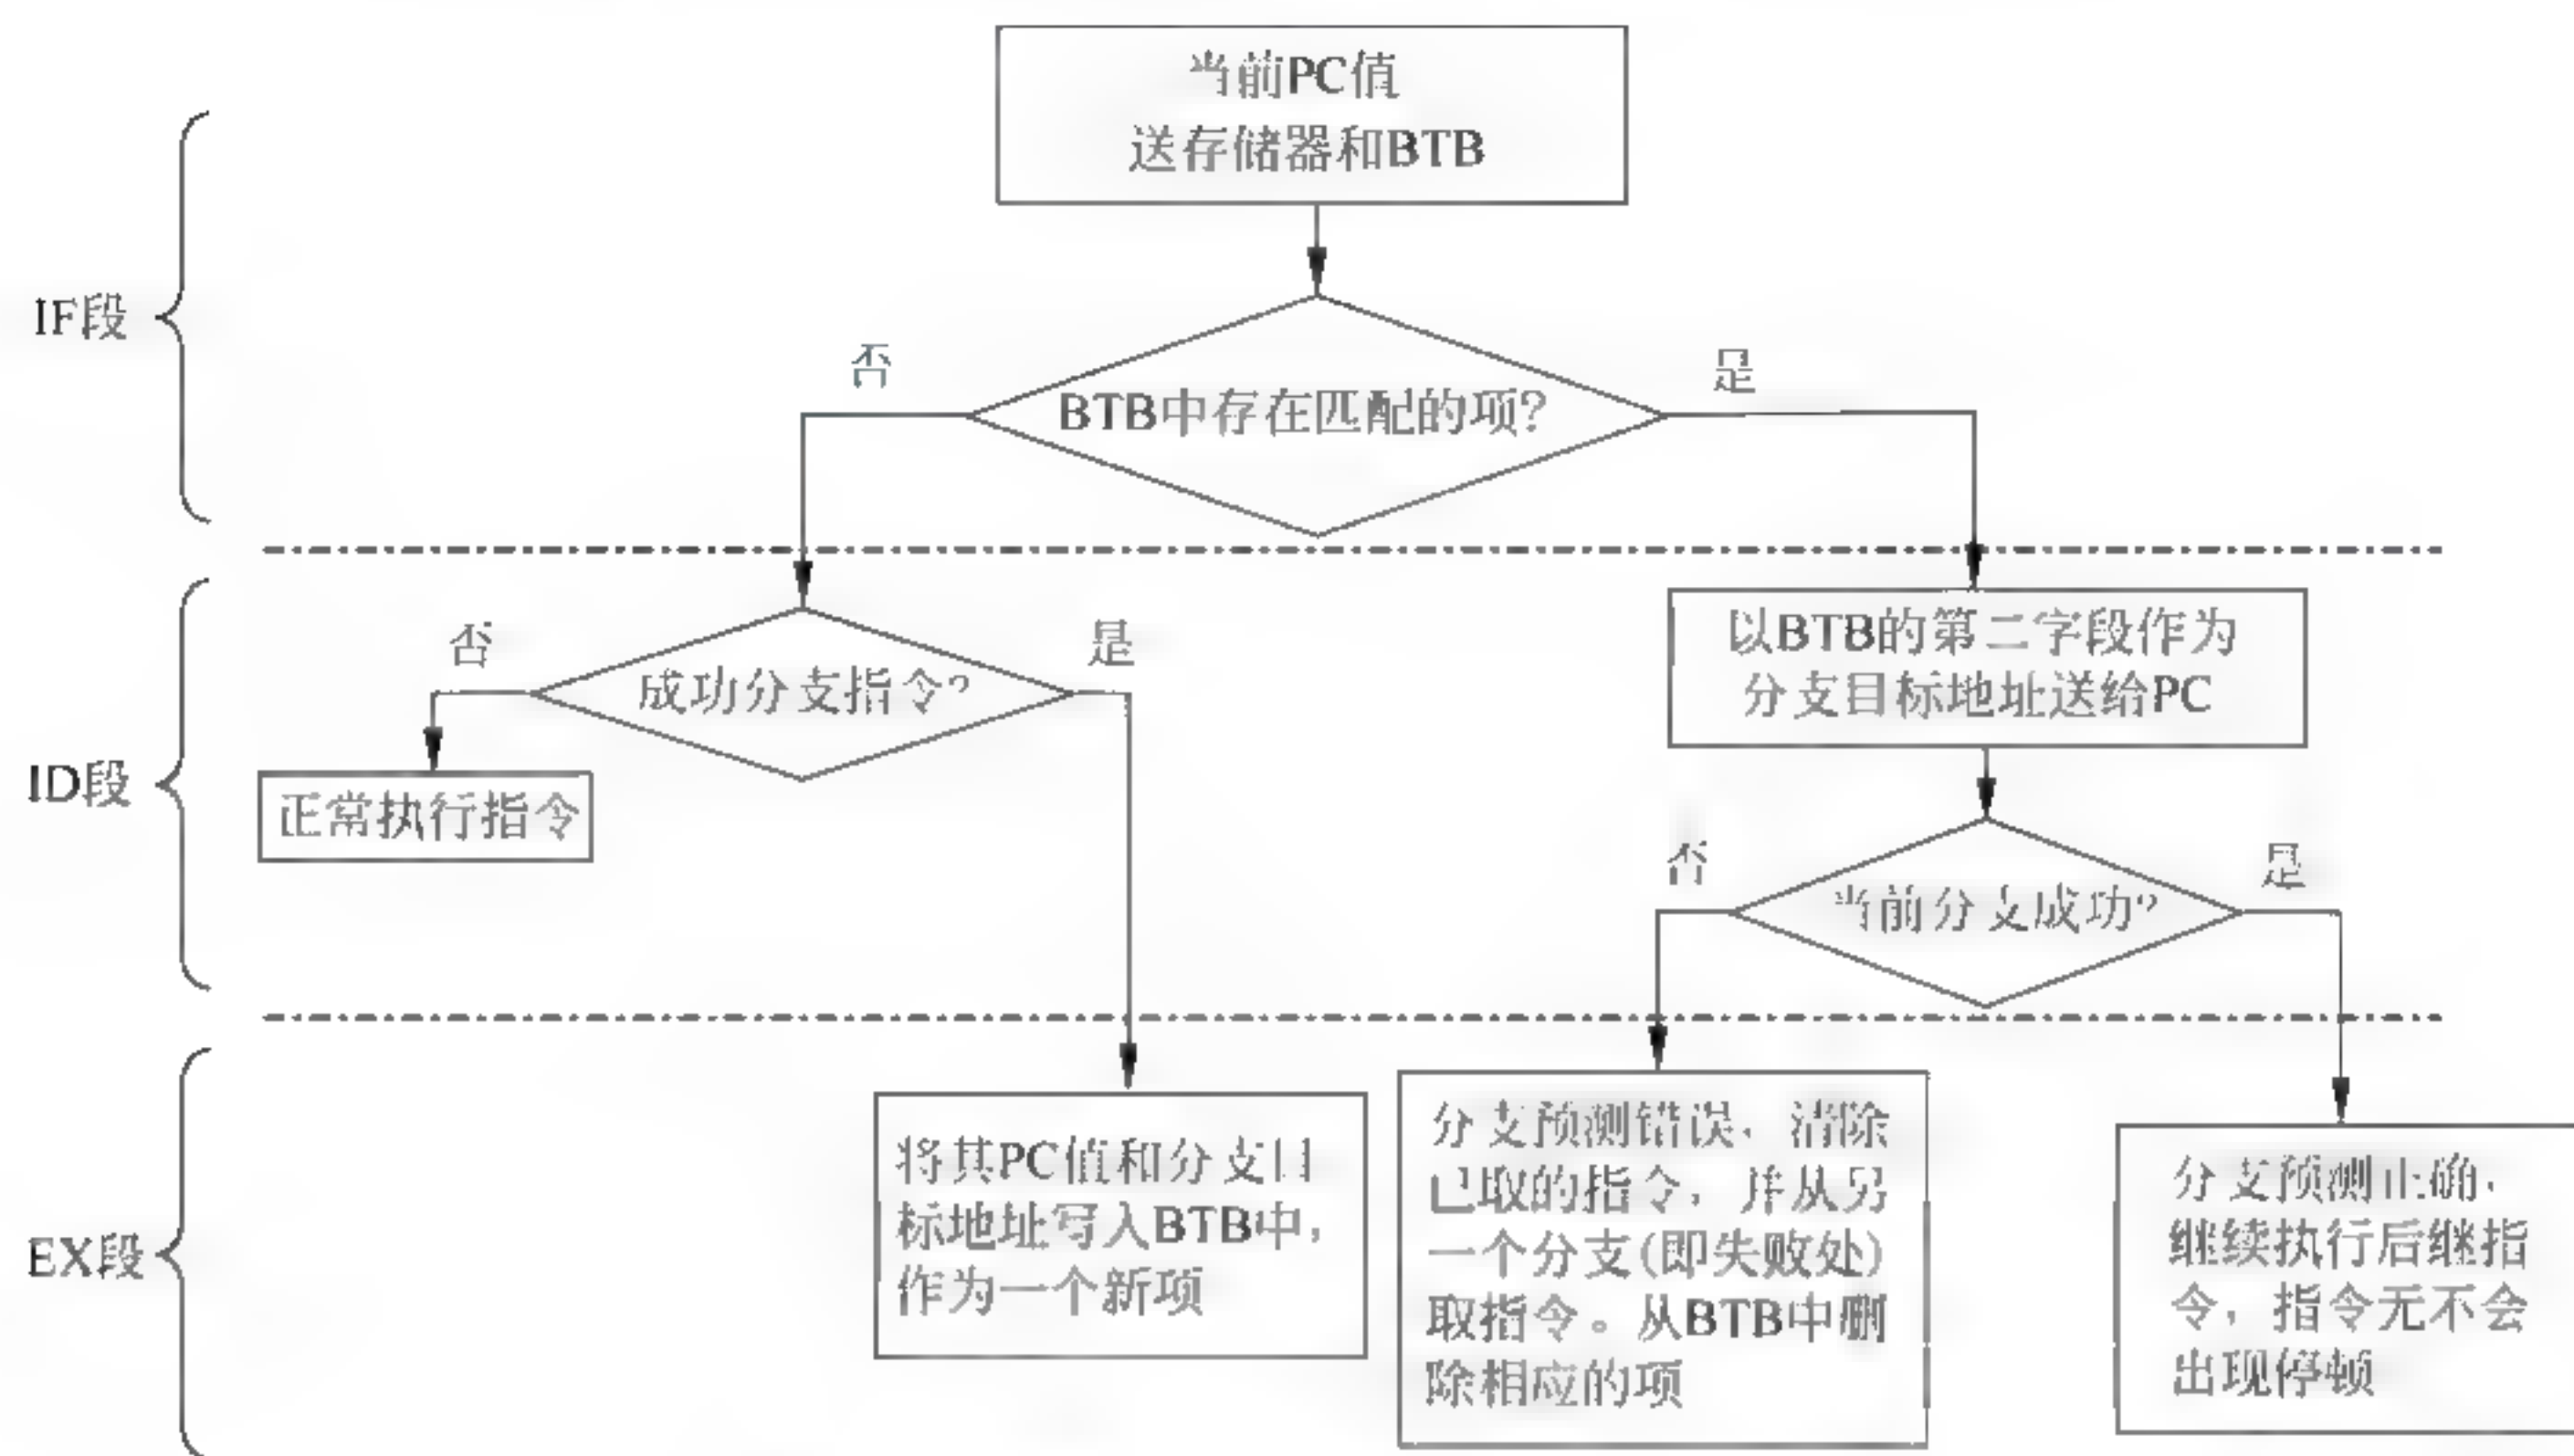 当前PC值
送存储器和BTB
IF段
否
是
BTB中存在匹配的项?
否
是
成功分支指令?
以BTB的第二字段作为
分支目标地址送给PC
ID段
正常执行指令
否
是
当前分支成功?
EX段
将其PC值和分支目
标地址写入BTB中,
作为一个新项
分支预测错误，清除
已取的指令，并从另
一个分支(即失败处)
取指令。从BTB中删
除相应的项
分支预测正确，
继续执行后继指
令，指令无不会
出现停顿